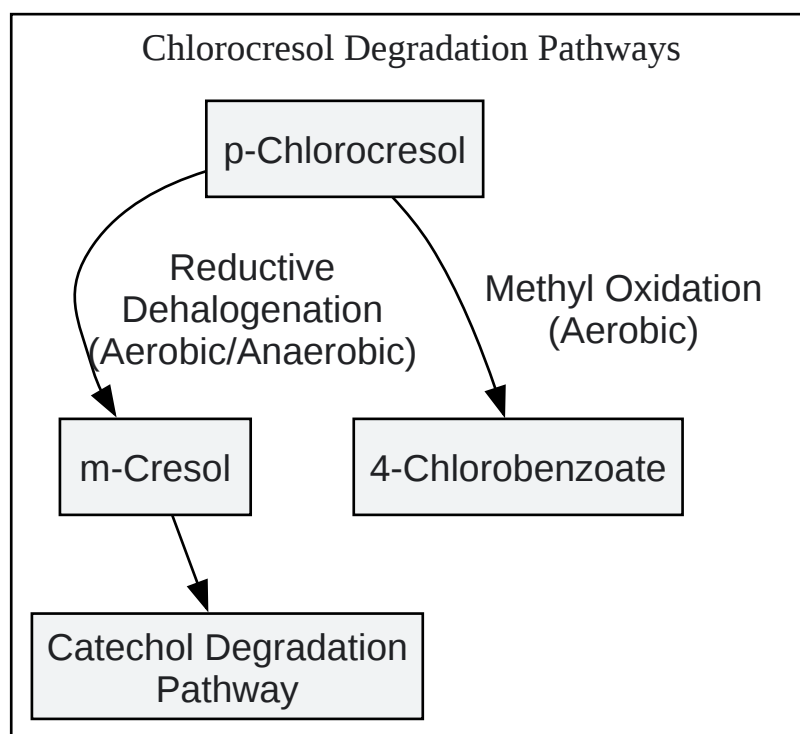 Chlorocresol Degradation Pathways
p-Chlorocresol
Reductive
Dehalogenation
(Aerobic/Anaerobic)
Methyl Oxidation
(Aerobic)
m-Cresol
4-Chlorobenzoate
Catechol Degradation
Pathway